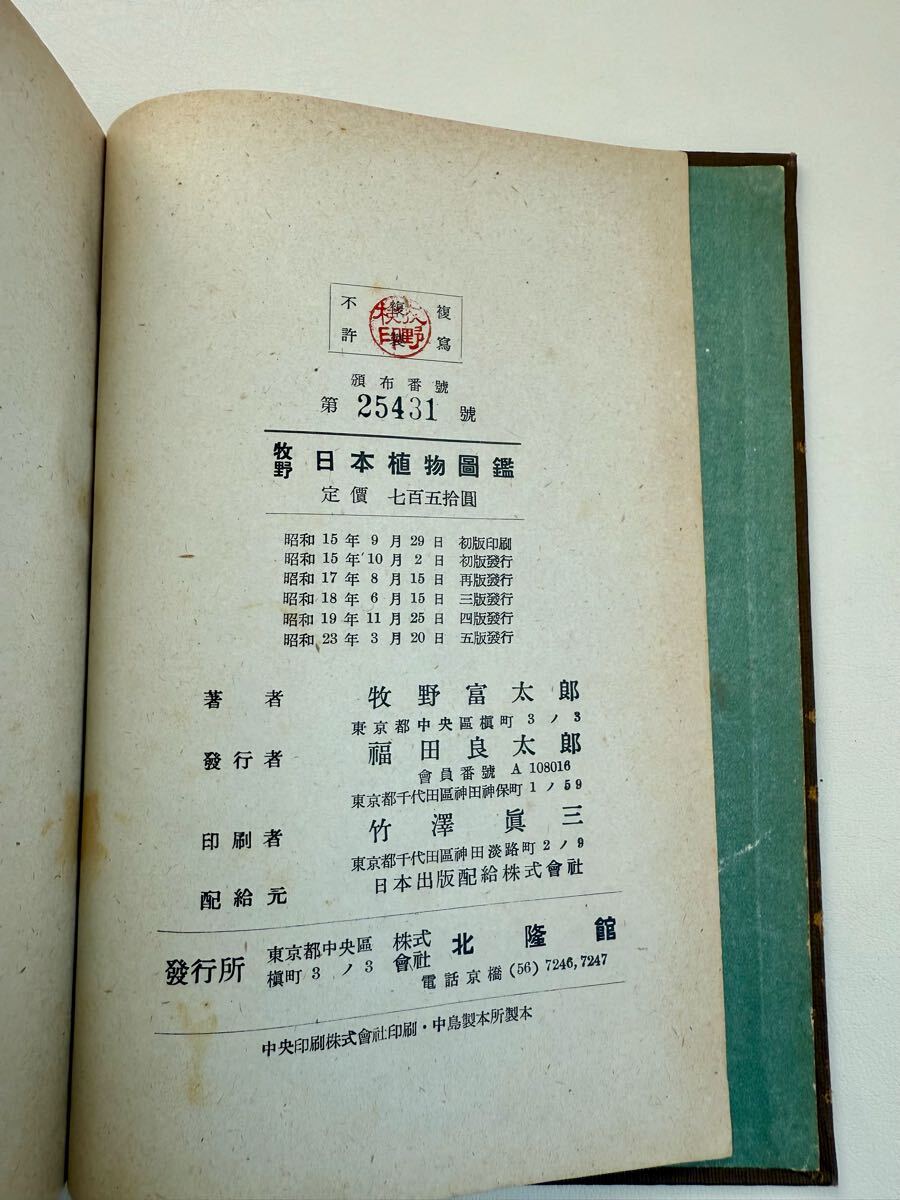 不許 複製 複寫
牧野検印
頒布番號
第 25431 號
牧野 日本植物圖鑑
定價 七百五拾圓
昭和 15 年 9 月 29 日 初版印刷
昭和 15 年 10 月 2 日 初版發行
昭和 17 年 8 月 15 日 再版發行
昭和 18 年 6 月 15 日 三版發行
昭和 19 年 11 月 25 日 四版發行
昭和 23 年 3 月 20 日 五版發行
著者 牧野富太郎
東京都中央區槇町 3 ノ 3
發行者 福田良太郎
會員番號 A 108016
東京都千代田區神田神保町 1 ノ 59
印刷者 竹澤眞三
東京都千代田區神田淡路町 2 ノ 9
配給元 日本出版配給株式會社
發行所 東京都中央區槇町 3 ノ 3 株式會社 北隆館
電話京橋 (56) 7246, 7247
中央印刷株式會社印刷・中島製本所製本